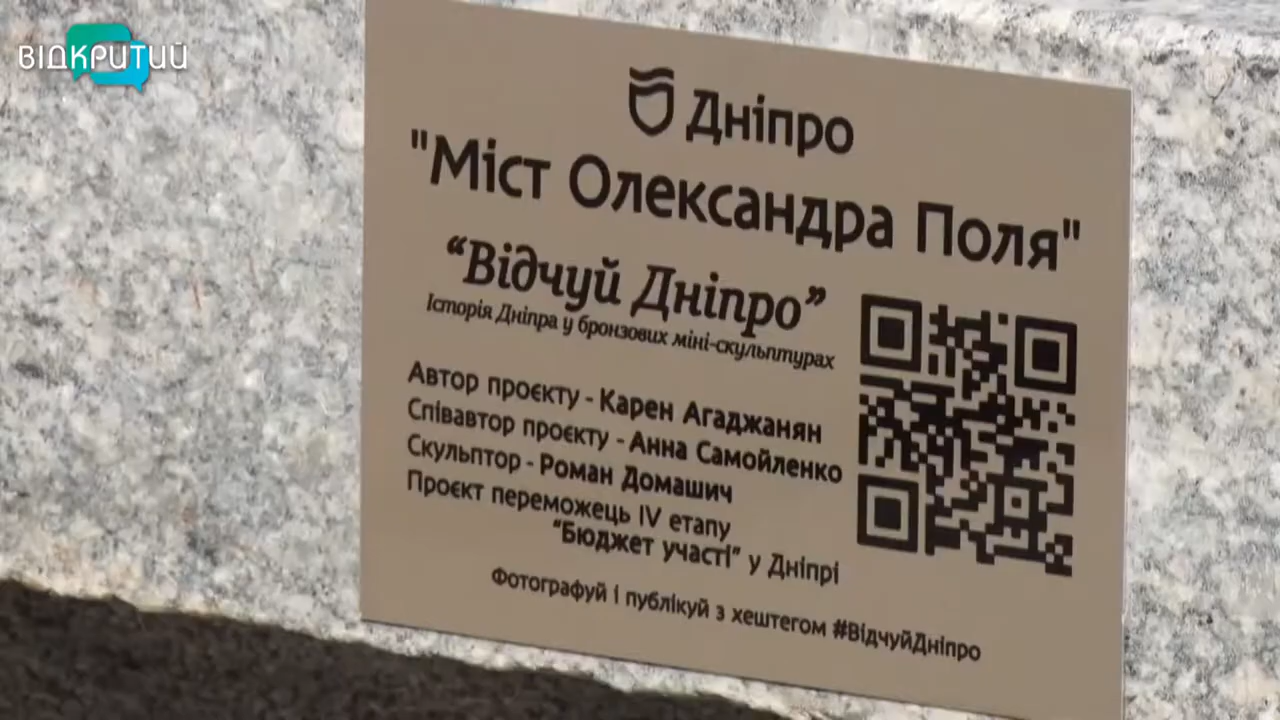 ВІДКРИТИЙ
Дніпро
"Міст Олександра Поля"
“Відчуй Дніпро”
Історія Дніпра у бронзових міні-скульптурах
Автор проєкту - Карен Агаджанян
Співавтор проєкту - Анна Самойленко
Скульптор - Роман Домашич
Проєкт переможець IV етапу
“Бюджет участі” у Дніпрі
Фотографуй і публікуй з хештегом #ВідчуйДніпро